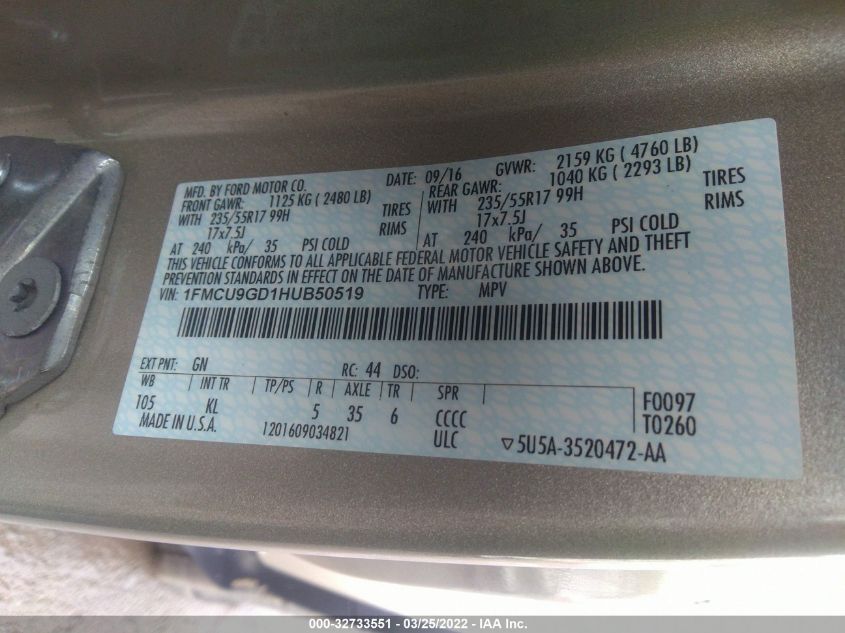 MFD. BY FORD MOTOR CO. DATE: 09/16 GVWR: 2159 KG ( 4760 LB)
FRONT GAWR: 1125 KG ( 2480 LB) REAR GAWR: 1040 KG ( 2293 LB)
WITH 235/55R17 99H TIRES WITH 235/55R17 99H TIRES
17x7.5J RIMS 17x7.5J RIMS
AT 240 kPa/ 35 PSI COLD AT 240 kPa/ 35 PSI COLD
THIS VEHICLE CONFORMS TO ALL APPLICABLE FEDERAL MOTOR VEHICLE SAFETY AND THEFT
PREVENTION STANDARDS IN EFFECT ON THE DATE OF MANUFACTURE SHOWN ABOVE.
VIN: 1FMCU9GD1HUB50519 TYPE: MPV
EXT PNT: GN RC: 44 DSO:
WB INT TR TP/PS R AXLE TR SPR
105 KL 5 35 6 CCCC F0097
MADE IN U.S.A. 1201609034821 ULC T0260
▽5U5A-3520472-AA
000-32733551 - 03/25/2022 - IAA Inc.